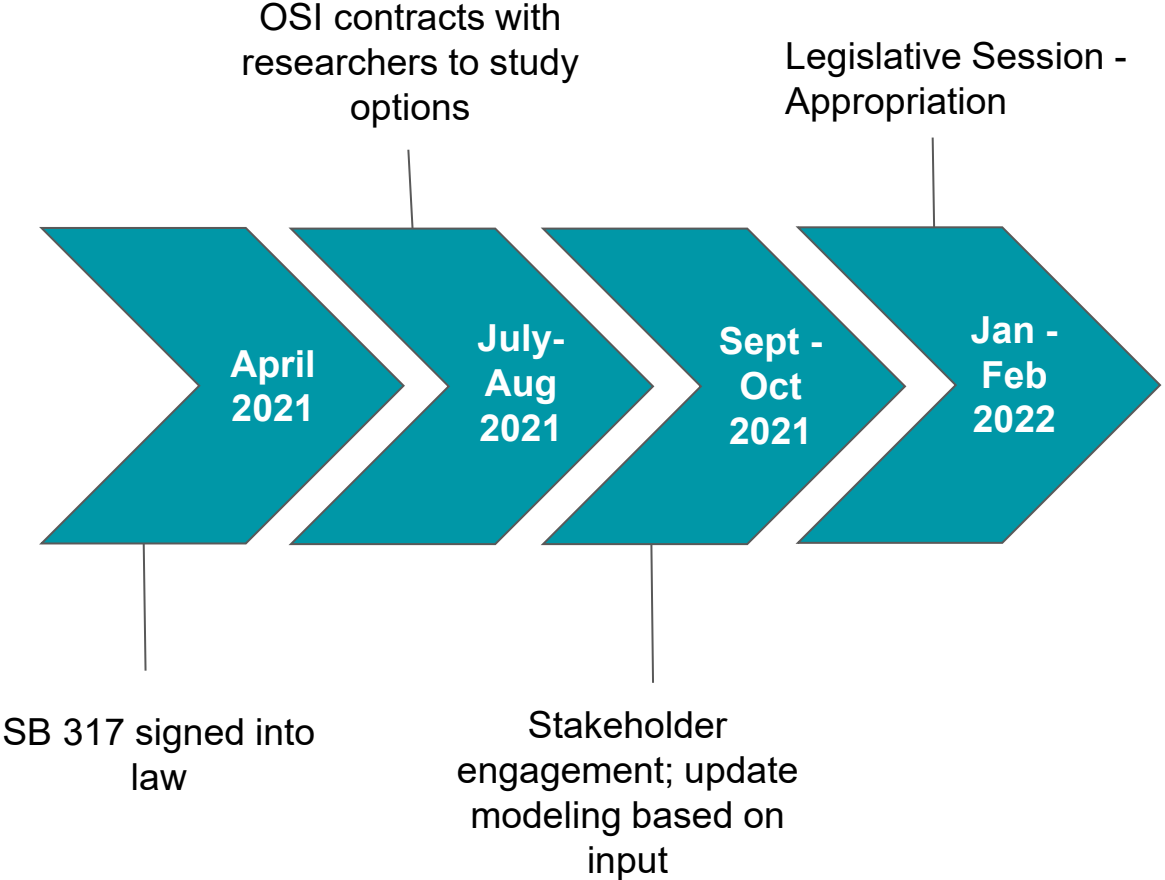 OSI contracts with
researchers to study
options
Legislative Session -
Appropriation
April
2021
July-
Aug
2021
Sept -
Oct
2021
Jan -
Feb
2022
SB 317 signed into
law
Stakeholder
engagement; update
modeling based on
input